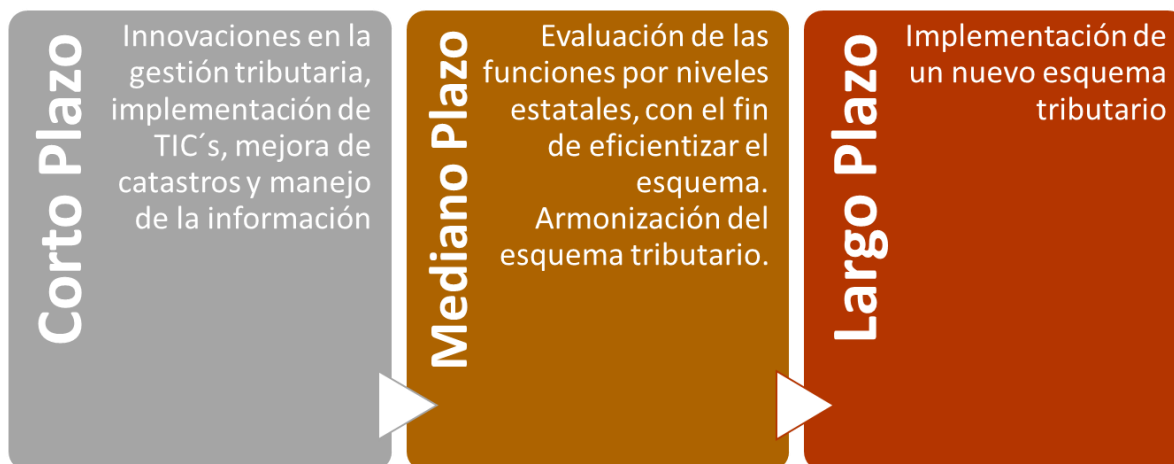 Corto Plazo
Innovaciones en la
gestión tributaria,
implementación de
TIC´s, mejora de
catastros y manejo
de la información
Mediano Plazo
Evaluación de las
funciones por niveles
estatales, con el fin
de eficientizar el
esquema.
Armonización del
esquema tributario.
Largo Plazo
Implementación de
un nuevo esquema
tributario